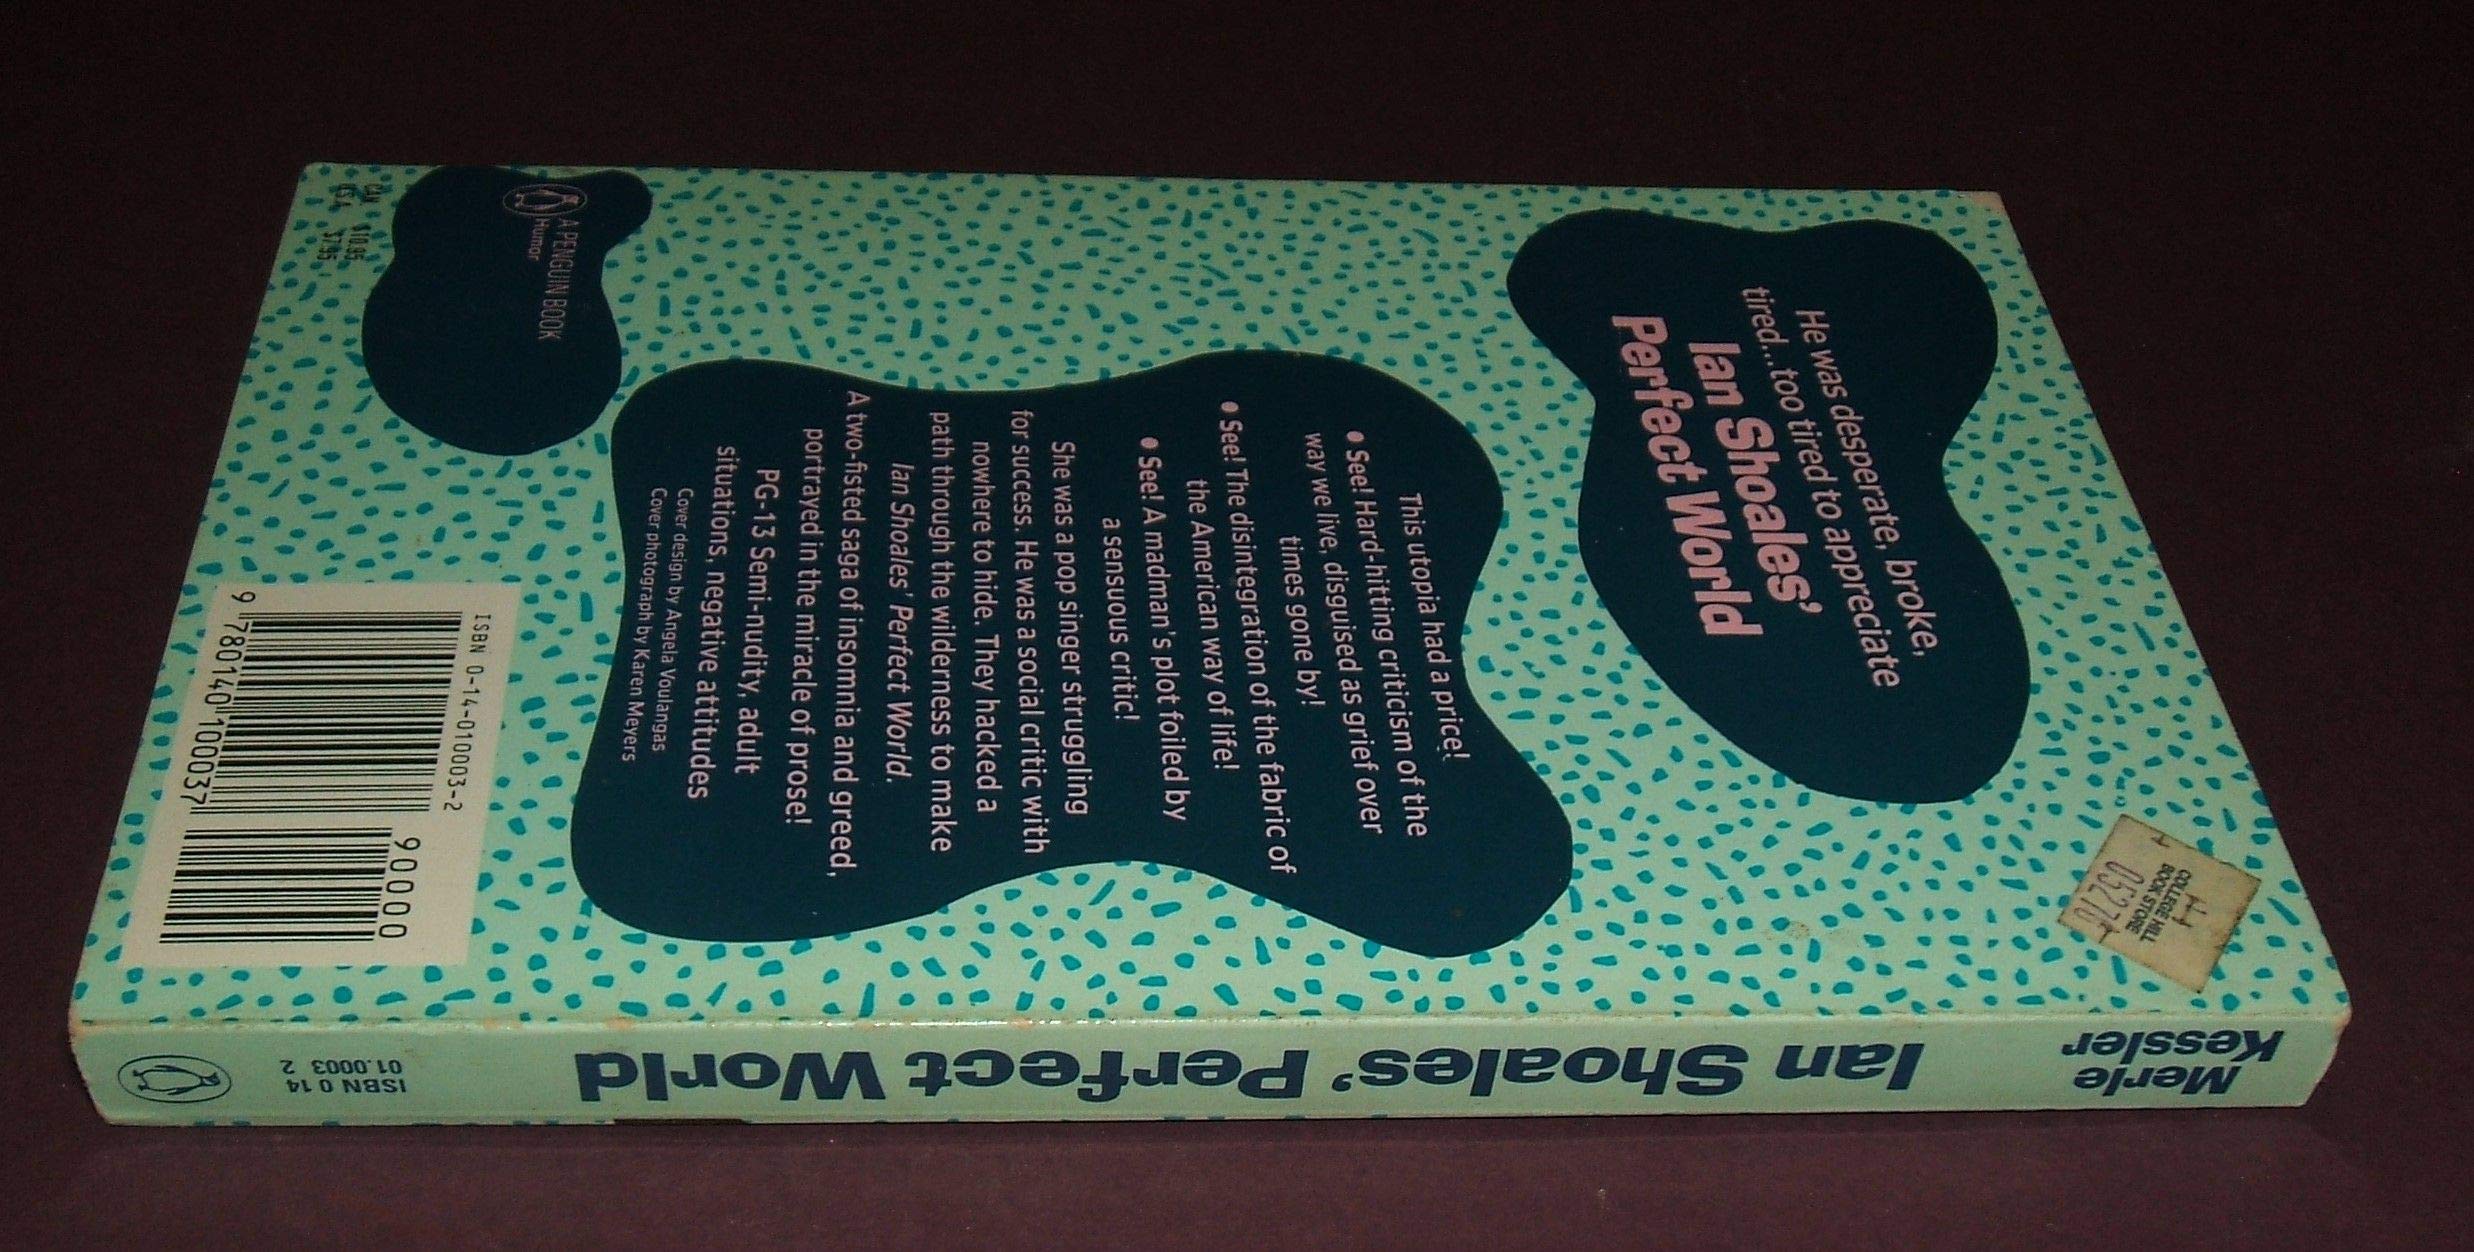 He was desperate, broke,
tired...too tired to appreciate
Ian Shoales'
Perfect World
This utopia had a price!
• See! Hard-hitting criticism of the
way we live, disguised as grief over
times gone by!
• See! The disintegration of the fabric of
the American way of life!
• See! A madman's plot foiled by
a sensuous critic!
She was a pop singer struggling
for success. He was a social critic with
nowhere to hide. They hacked a
path through the wilderness to make
Ian Shoales' Perfect World.
A two-fisted saga of insomnia and greed,
portrayed in the miracle of prose!
PG-13 Semi-nudity, adult
situations, negative attitudes
Cover design by Angela Voulangas
Cover photograph by Karen Meyers
A PENGUIN BOOK
Humor
CAN $10.95
U.S.A. $7.95
ISBN 0-14-010003-2
90000
9 780140 100037
COLLEGE HILL
BOOK STORE
Merle
Kessler
Ian Shoales' Perfect World
ISBN 0 14
01.0003 2